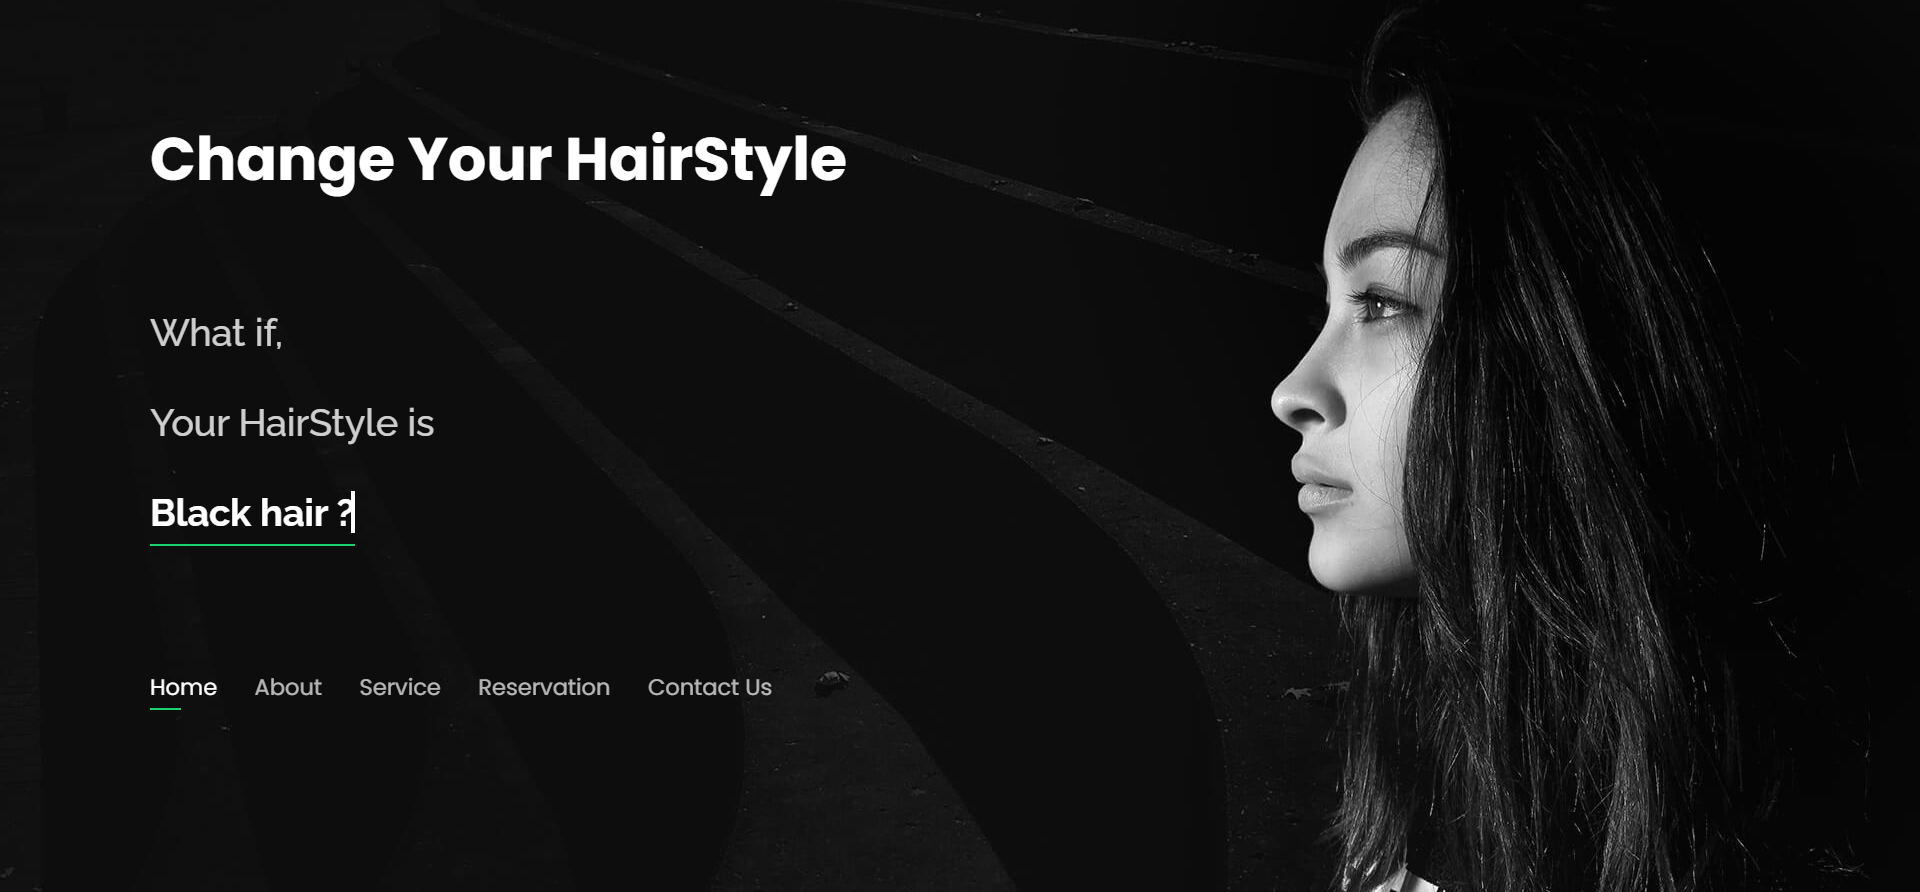 Change Your HairStyle
What if,
Your HairStyle is
Black hair ?
Home About Service Reservation Contact Us